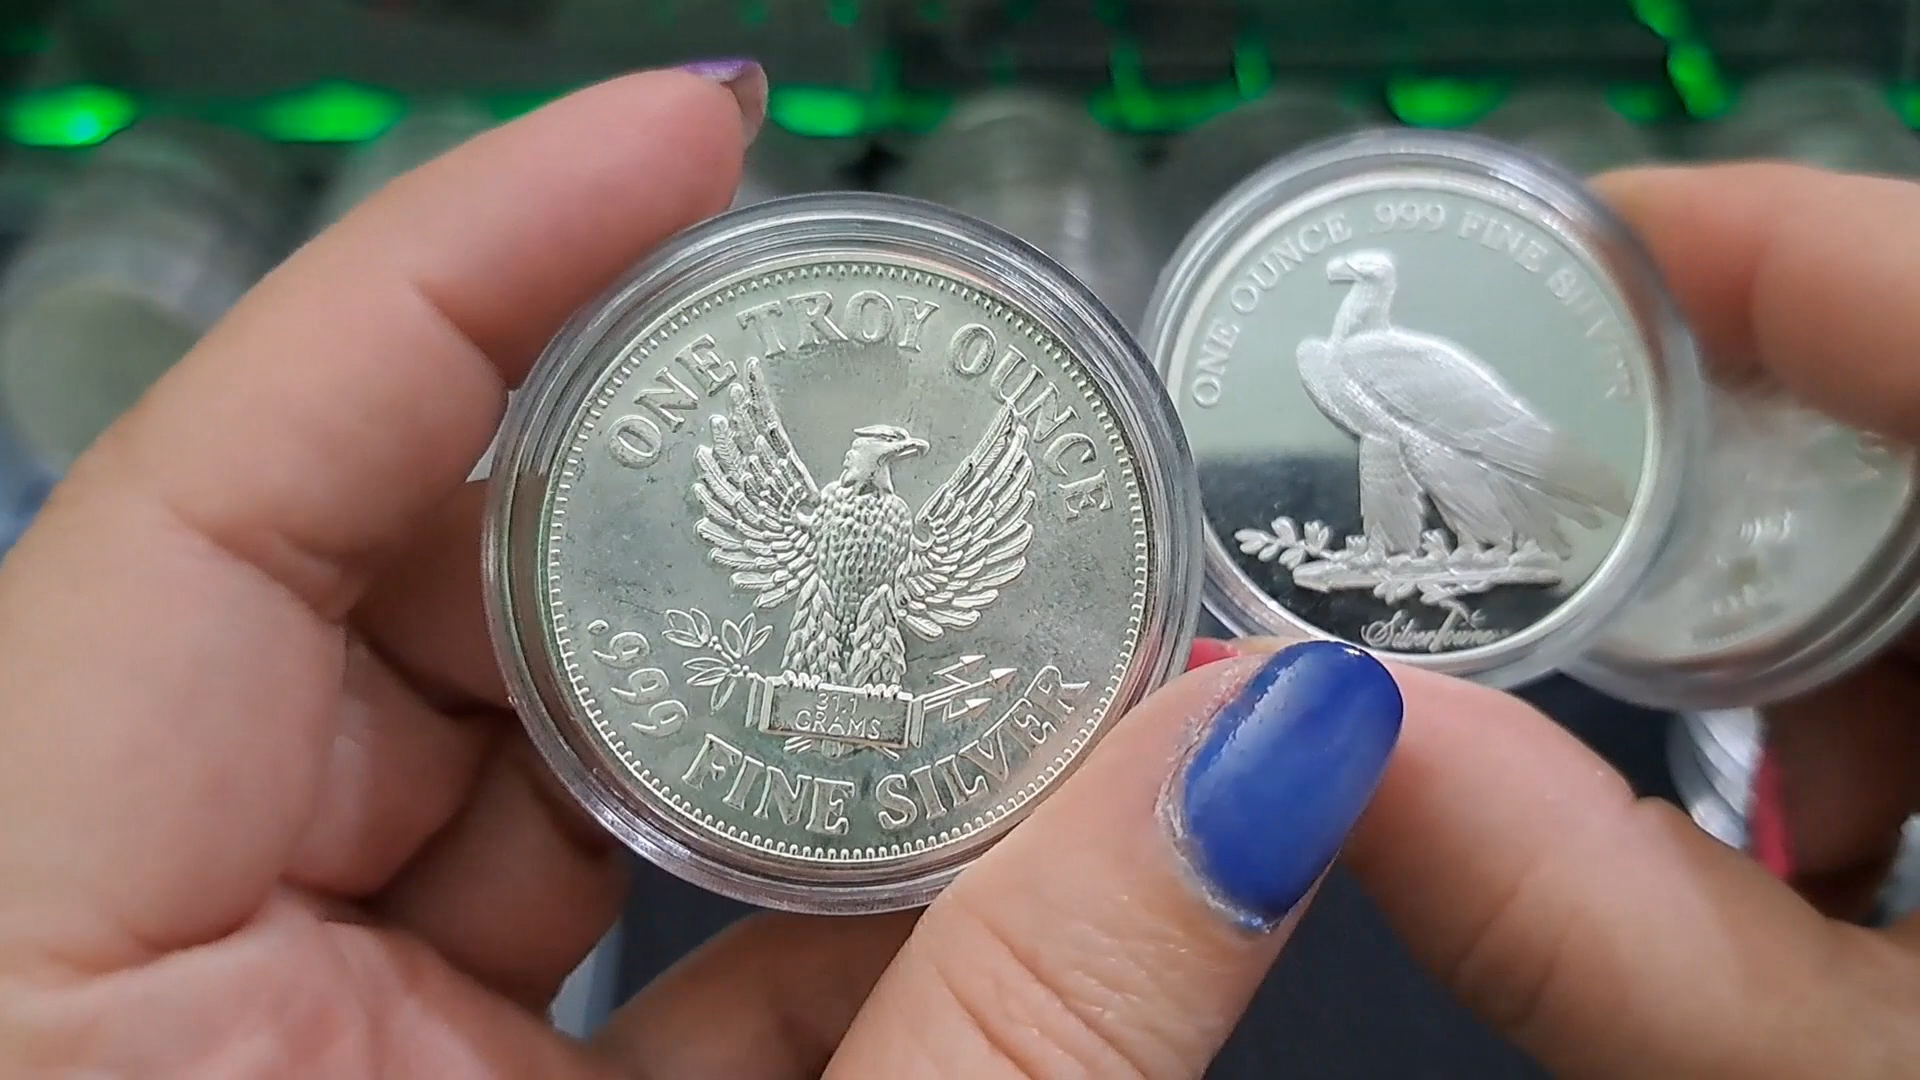 ONE TROY OUNCE
31.1
GRAMS
.999 FINE SILVER
ONE OUNCE .999 FINE SILVER
SilverTowne